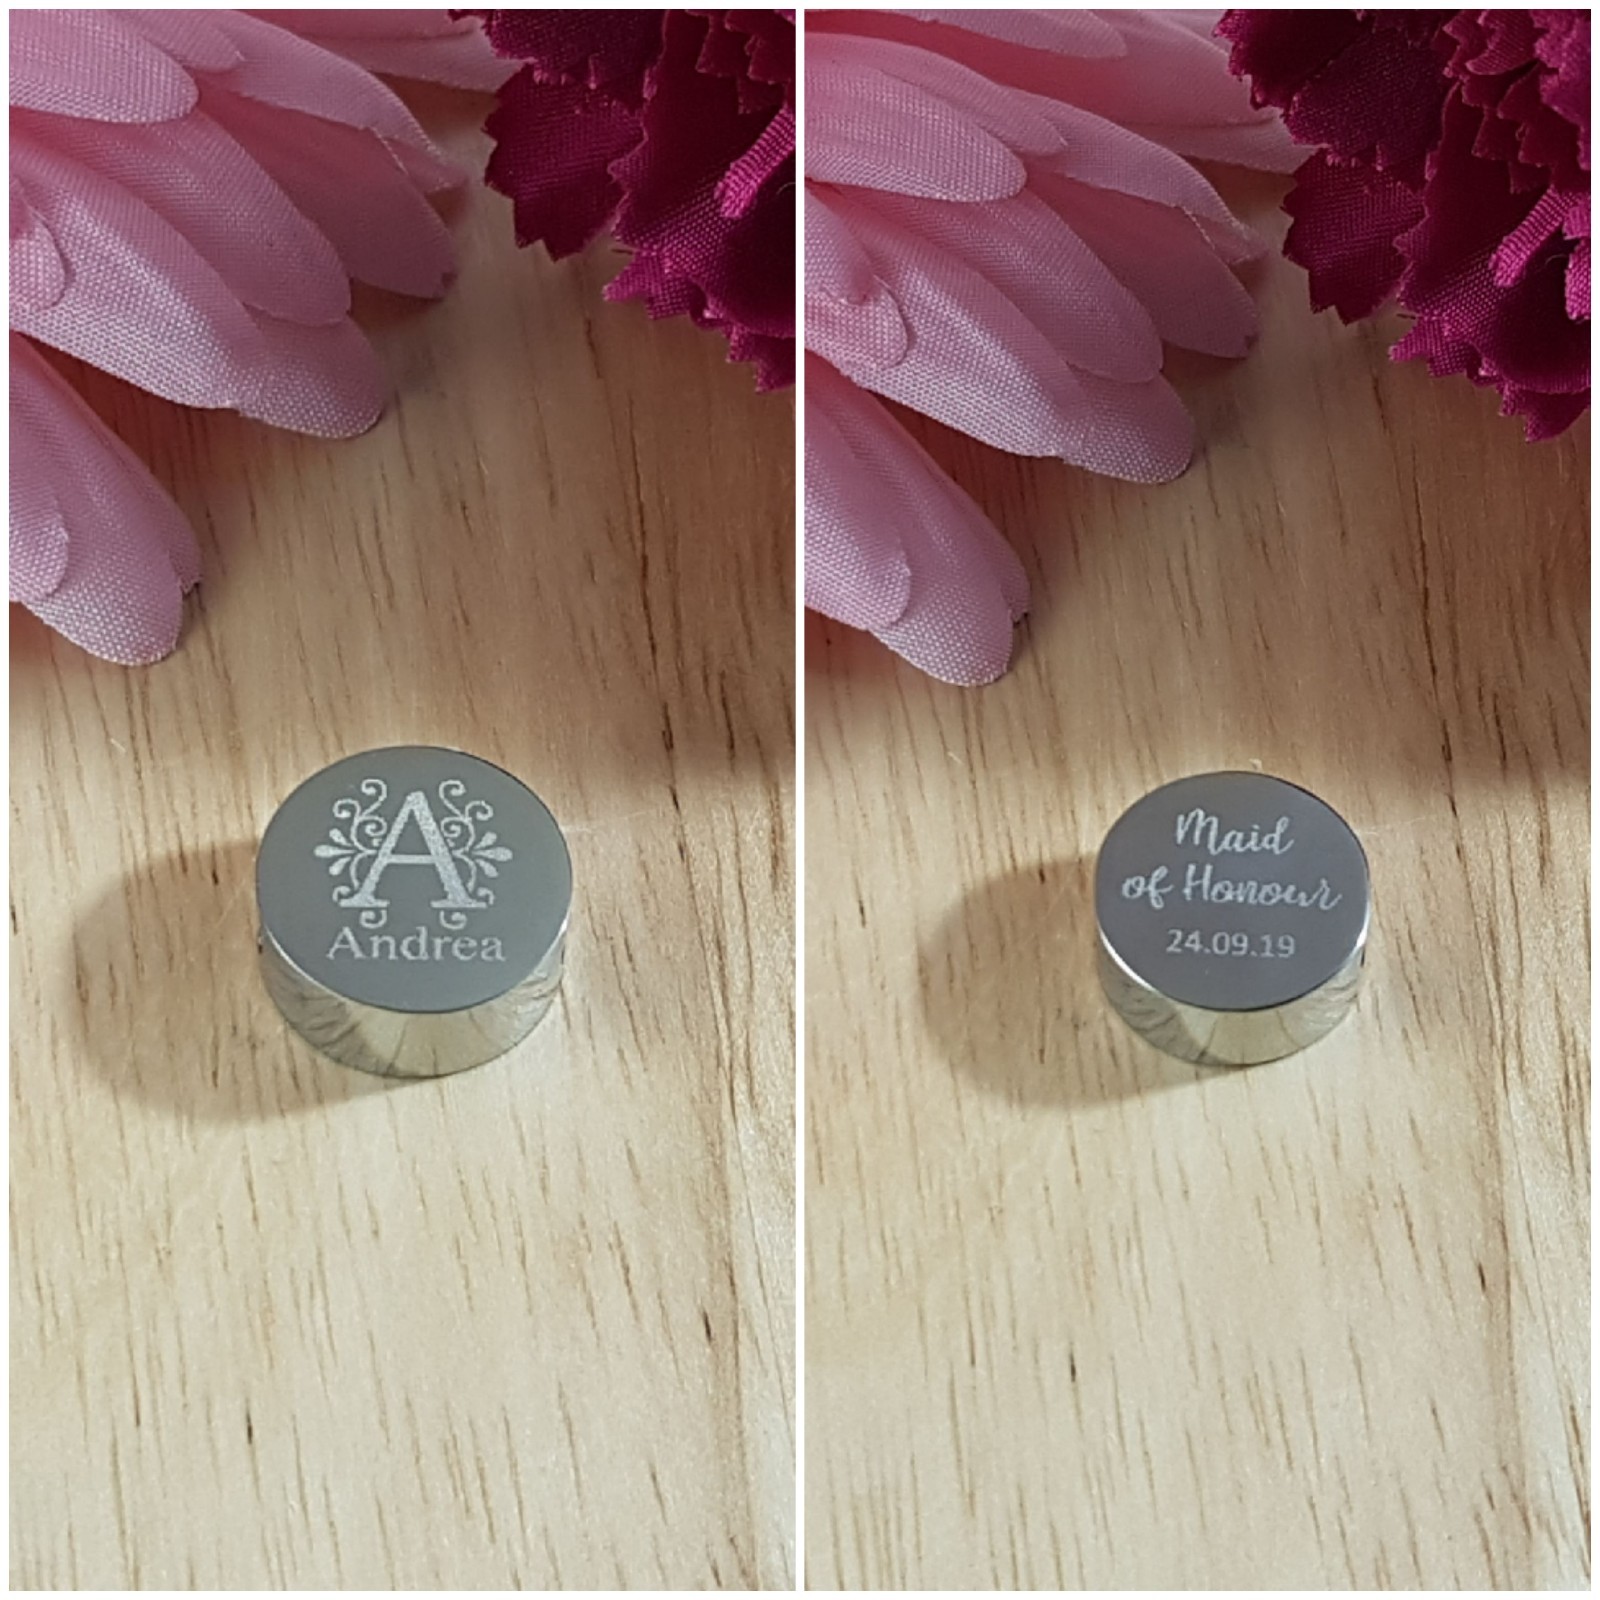 A
Andrea
Maid
of Honour
24.09.19